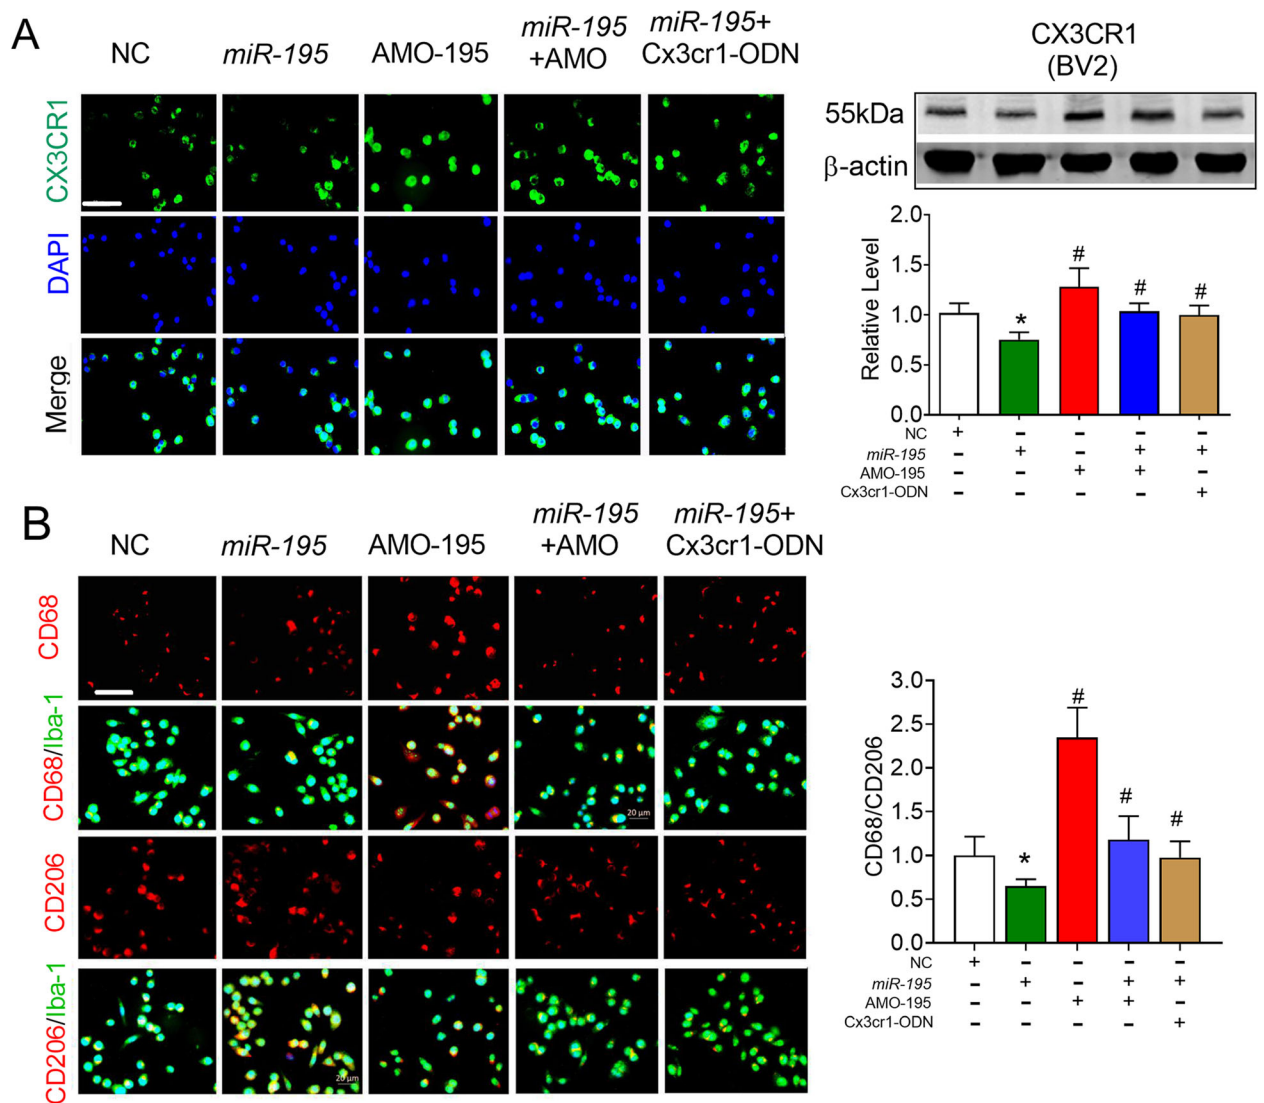 A
NC
miR-195
AMO-195
miR-195
+AMO
miR-195+
Cx3cr1-ODN
CX3CR1
DAPI
Merge
CX3CR1
(BV2)
55kDa
β-actin
Relative Level
2.0
1.5
1.0
0.5
0.0
*
#
#
#
NC + − − − −
miR-195 − + − + +
AMO-195 − − + + −
Cx3cr1-ODN − − − − +
B
NC
miR-195
AMO-195
miR-195
+AMO
miR-195+
Cx3cr1-ODN
CD68
CD68/Iba-1
20 µm
CD206
CD206/Iba-1
20 µm
CD68/CD206
3.0
2.5
2.0
1.5
1.0
0.5
0.0
*
#
#
#
NC + − − − −
miR-195 − + − + +
AMO-195 − − + + −
Cx3cr1-ODN − − − − +